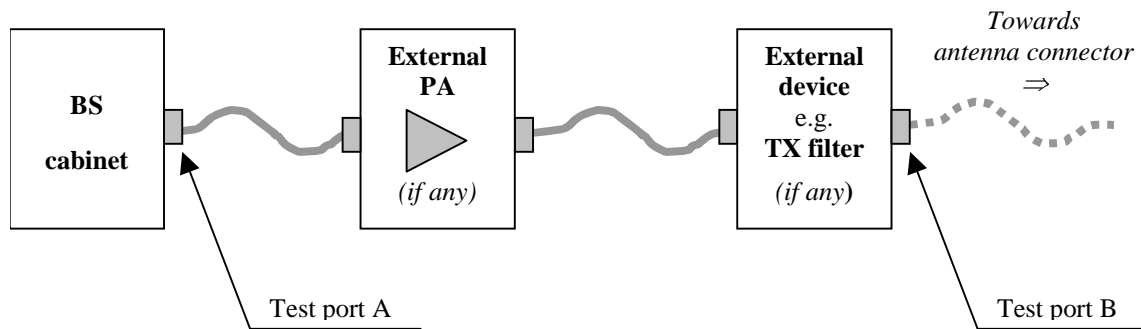 BS
cabinet
External
PA
(if any)
External
device
e.g.
TX filter
(if any)
Towards
antenna connector
⇒
Test port A
Test port B